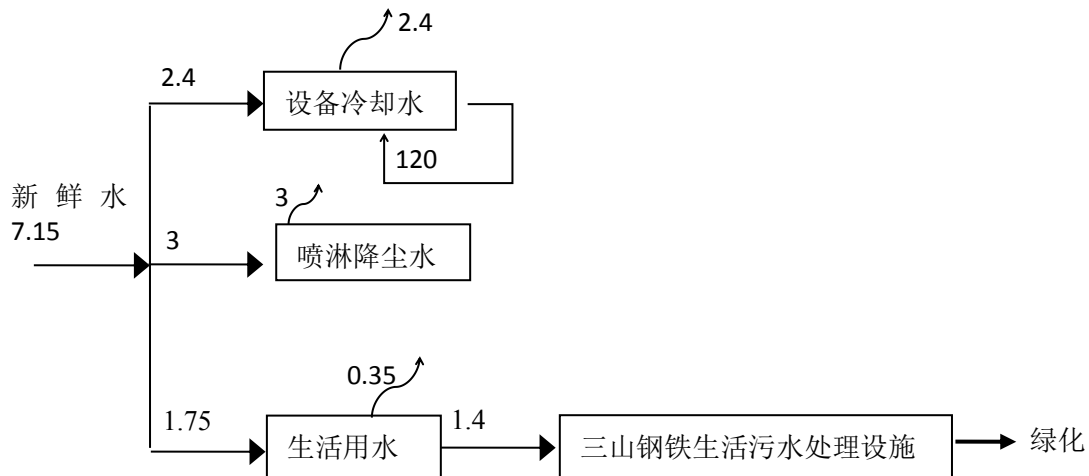 2.4
2.4
设备冷却水
120
新 鲜 水
7.15
3
3
喷淋降尘水
0.35
1.75
生活用水
1.4
三山钢铁生活污水处理设施
绿化